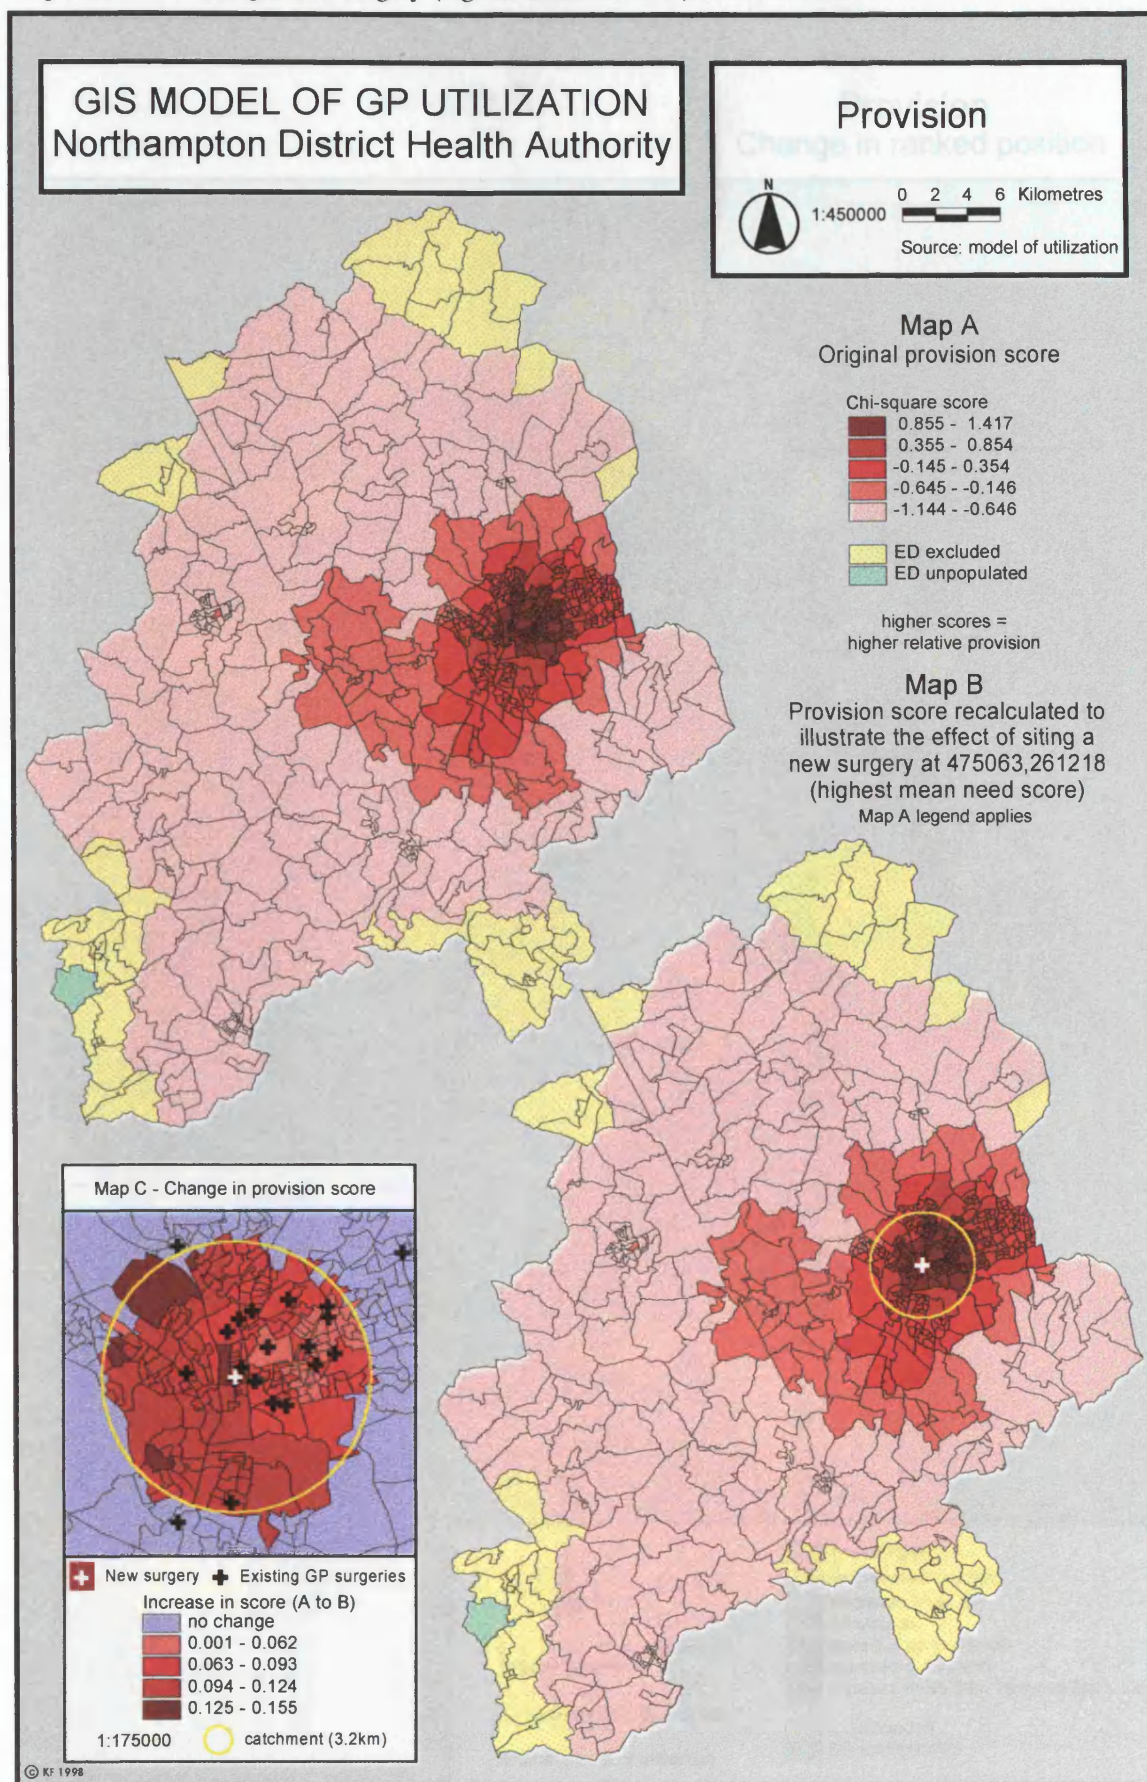 GIS MODEL OF GP UTILIZATION
Northampton District Health Authority
Provision
Change in ranked position
N
1:450000
0 2 4 6 Kilometres
Source: model of utilization
Map A
Original provision score
Chi-square score
0.855 - 1.417
0.355 - 0.854
-0.145 - 0.354
-0.645 - -0.146
-1.144 - -0.646
ED excluded
ED unpopulated
higher scores =
higher relative provision
Map B
Provision score recalculated to
illustrate the effect of siting a
new surgery at 475063,261218
(highest mean need score)
Map A legend applies
Map C - Change in provision score
New surgery Existing GP surgeries
Increase in score (A to B)
no change
0.001 - 0.062
0.063 - 0.093
0.094 - 0.124
0.125 - 0.155
1:175000 catchment (3.2km)
© KF 1998